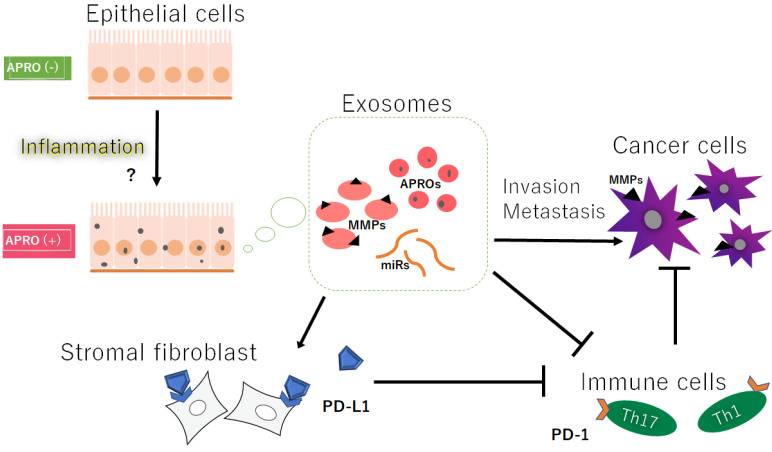 Epithelial cells
APRO (-)
Inflammation
?
APRO (+)
Exosomes
APROs
MMPs
miRs
Invasion
Metastasis
Cancer cells
MMPs
Stromal fibroblast
PD-L1
Immune cells
PD-1
Th17
Th1